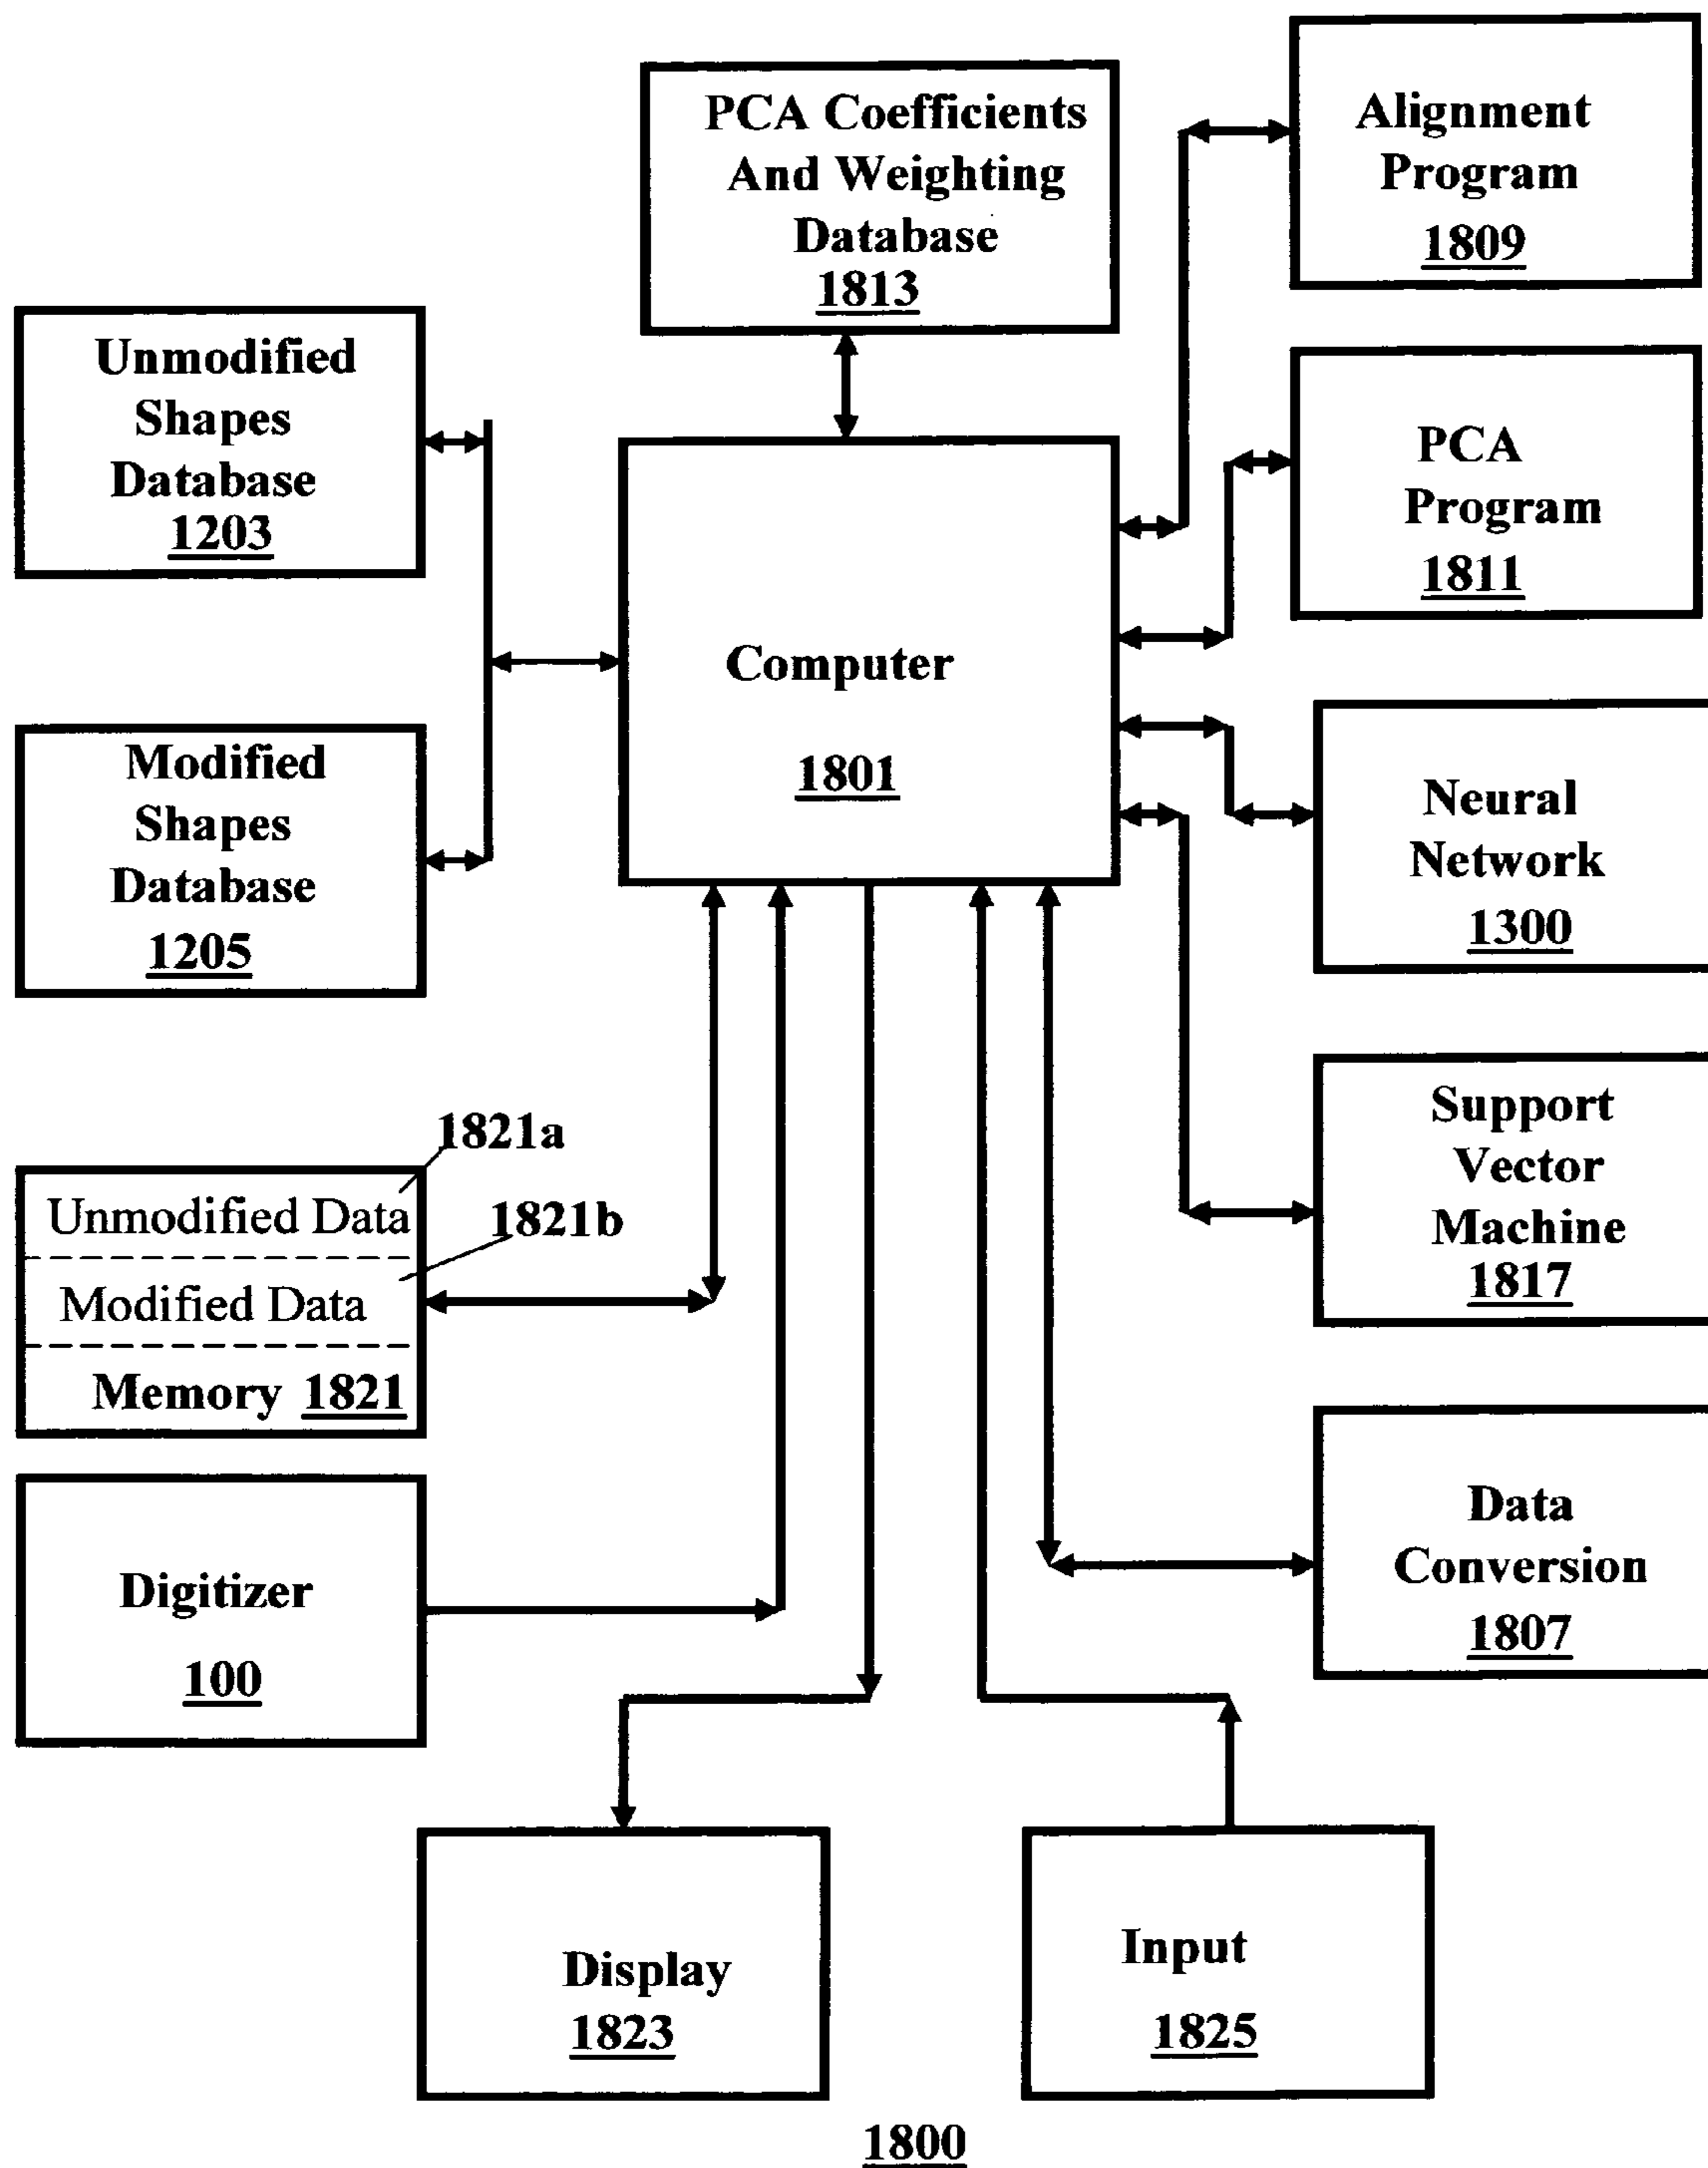 PCA Coefficients
And Weighting
Database
1813
Alignment
Program
1809
Unmodified
Shapes
Database
1203
PCA
Program
1811
Computer
1801
Modified
Shapes
Database
1205
Neural
Network
1300
Support
Vector
Machine
1817
1821a
Unmodified Data
1821b
Modified Data
Memory 1821
Data
Conversion
1807
Digitizer
100
Display
1823
Input
1825
1800